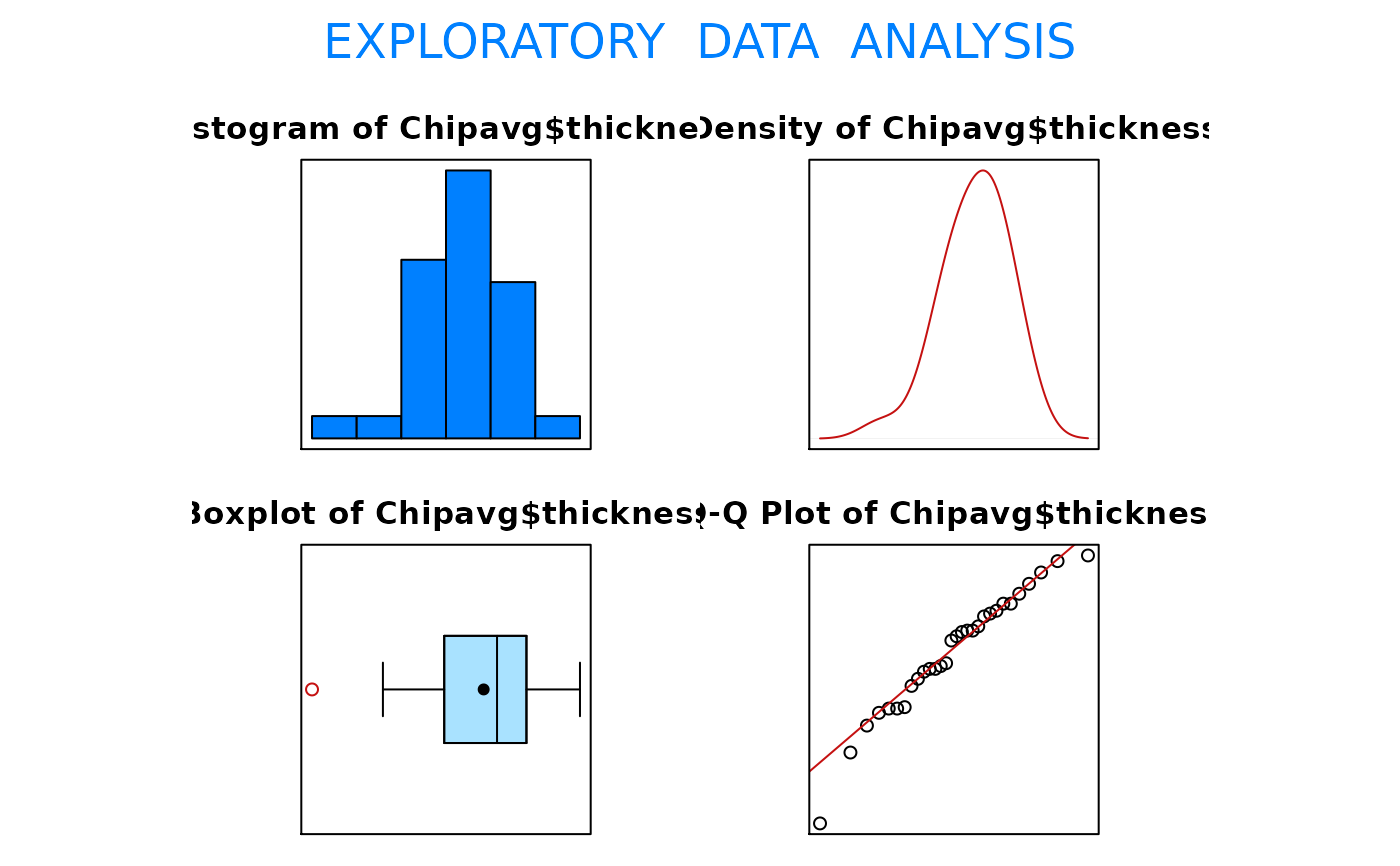 EXPLORATORY DATA ANALYSIS
stogram of Chipavg$thickne
Density of Chipavg$thickness
Boxplot of Chipavg$thickness
-Q Plot of Chipavg$thicknes